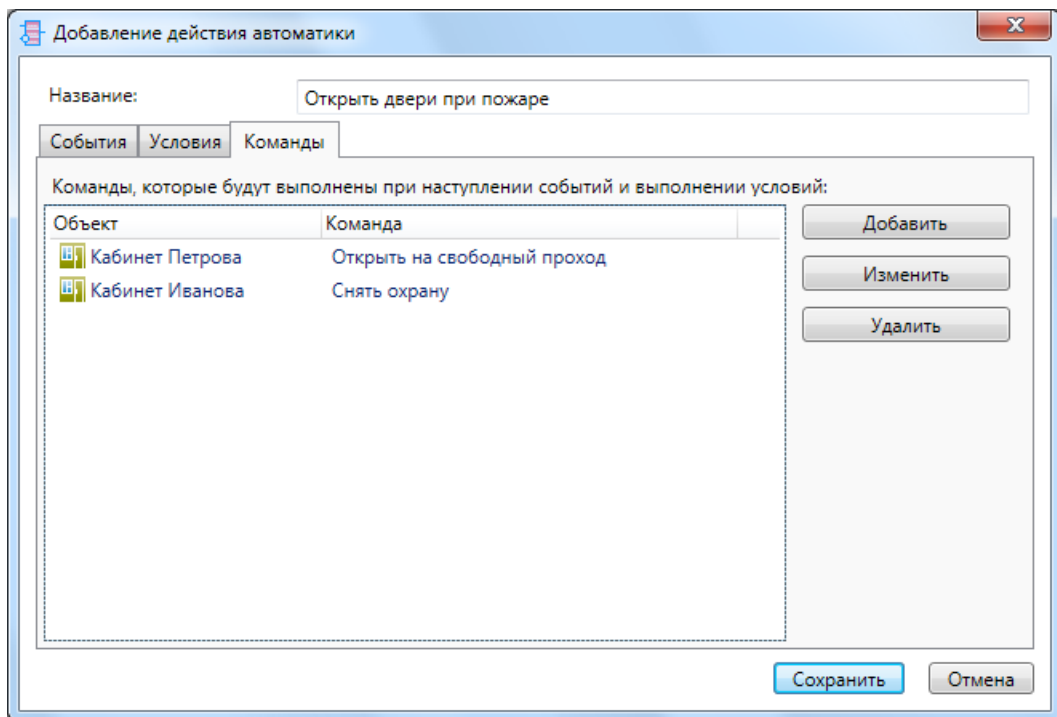 Добавление действия автоматики
Название: Открыть двери при пожаре
События Условия Команды
Команды, которые будут выполнены при наступлении событий и выполнении условий:
Объект Команда Добавить
Кабинет Петрова Открыть на свободный проход
Изменить
Кабинет Иванова Снять охрану
Удалить
Сохранить Отмена